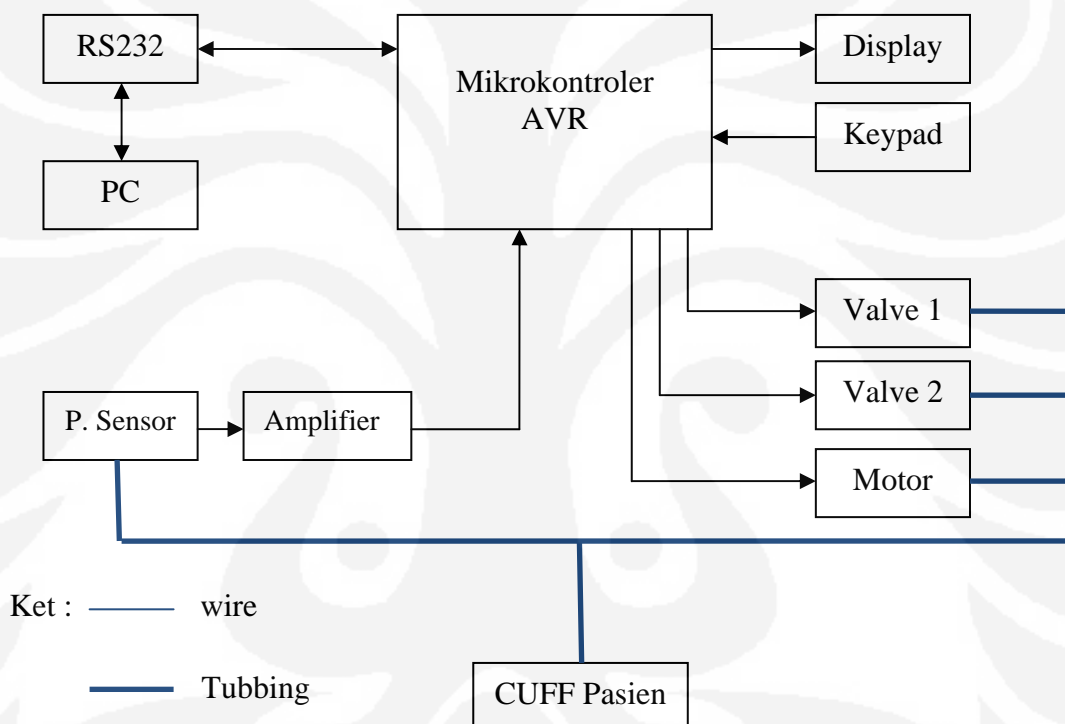 RS232
Mikrokontroler
AVR
Display
Keypad
PC
Valve 1
Valve 2
P. Sensor
Amplifier
Motor
Ket :
wire
Tubbing
CUFF Pasien